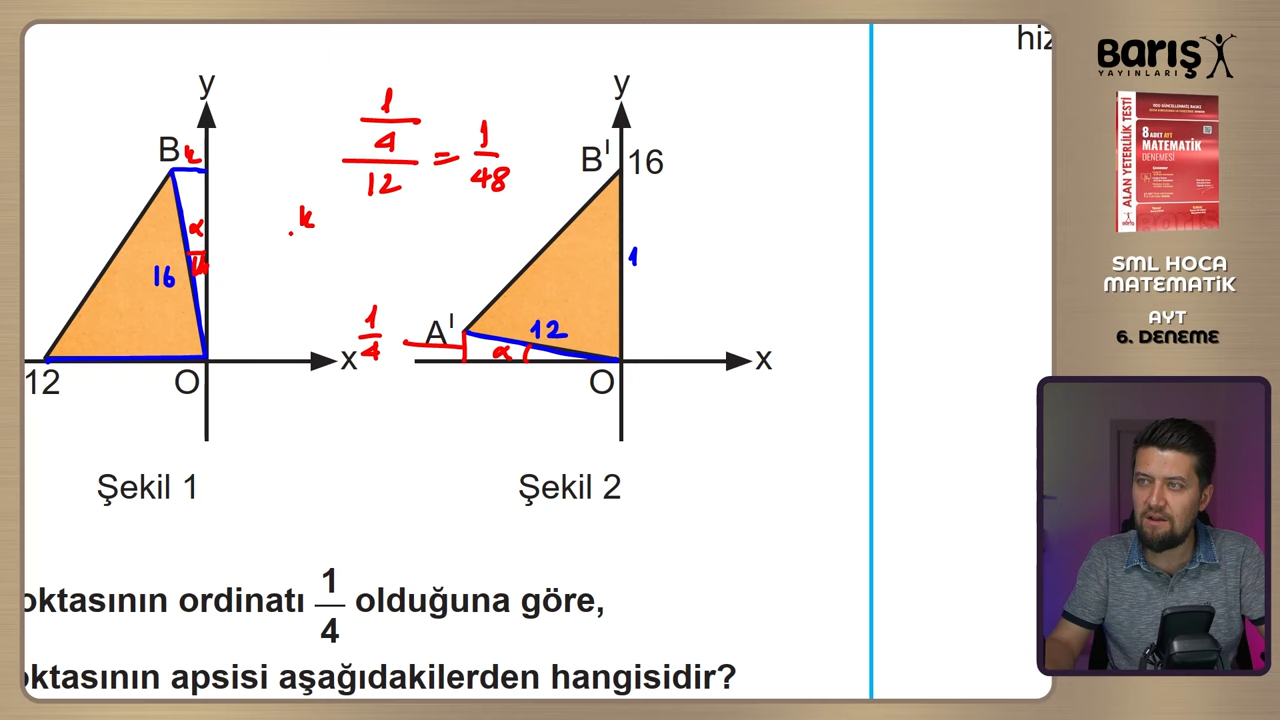 hiz
y
B k
α
16
12
O
x
Şekil 1
1
4
12
=
1
48
k
y
B' 16
1
1
4
A'
12
α
O
x
Şekil 2
oktasının ordinatı 1/4 olduğuna göre,
oktasının apsisi aşağıdakilerden hangisidir?
BARIŞ
YAYINLARI
ALAN YETERLİLİK TESTİ
8 ADET AYT
MATEMATİK
DENEMESİ
SML HOCA
MATEMATİK
AYT
6. DENEME